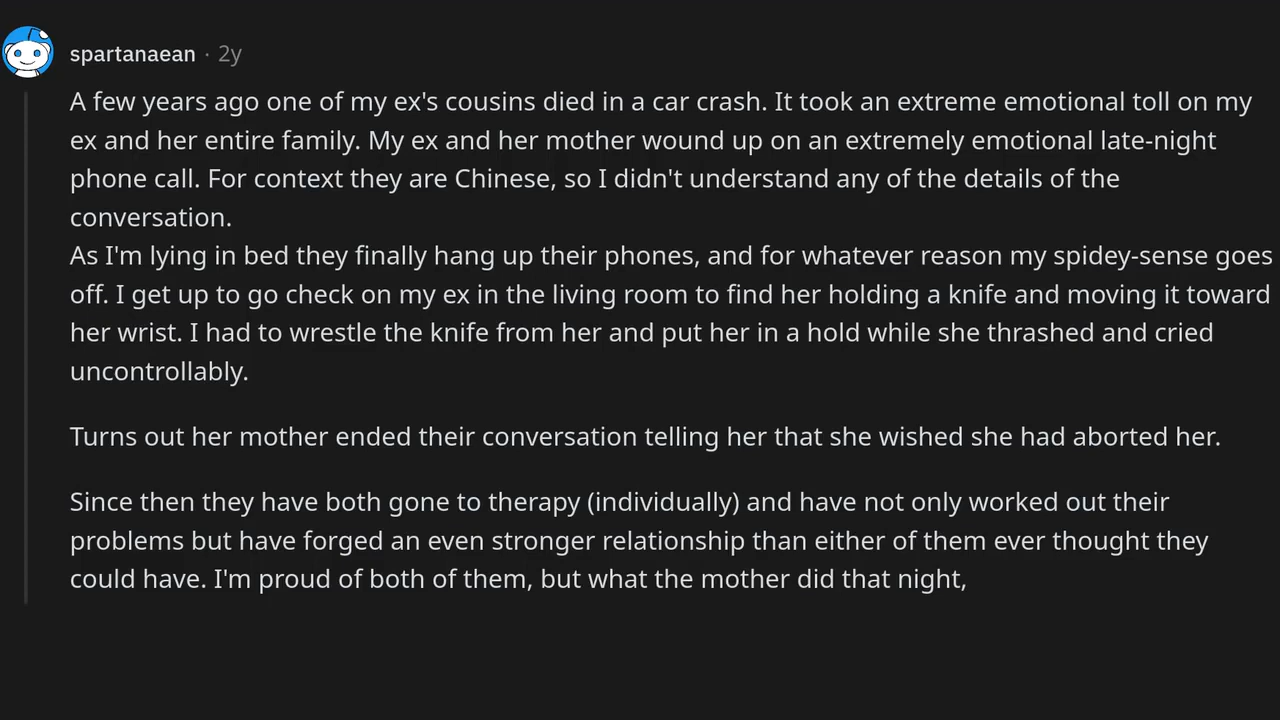 spartanaean · 2y
A few years ago one of my ex's cousins died in a car crash. It took an extreme emotional toll on my
ex and her entire family. My ex and her mother wound up on an extremely emotional late-night
phone call. For context they are Chinese, so I didn't understand any of the details of the
conversation.
As I'm lying in bed they finally hang up their phones, and for whatever reason my spidey-sense goes
off. I get up to go check on my ex in the living room to find her holding a knife and moving it toward
her wrist. I had to wrestle the knife from her and put her in a hold while she thrashed and cried
uncontrollably.
Turns out her mother ended their conversation telling her that she wished she had aborted her.
Since then they have both gone to therapy (individually) and have not only worked out their
problems but have forged an even stronger relationship than either of them ever thought they
could have. I'm proud of both of them, but what the mother did that night,